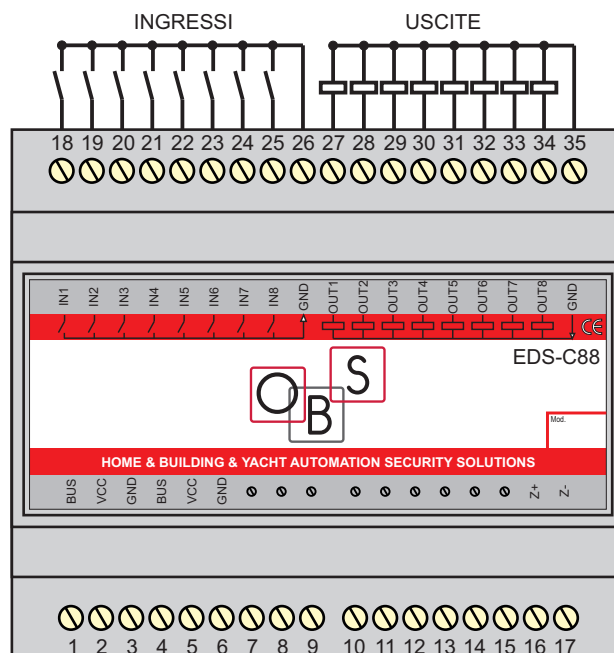 INGRESSI USCITE
18 19 20 21 22 23 24 25 26 27 28 29 30 31 32 33 34 35
IN1 IN2 IN3 IN4 IN5 IN6 IN7 IN8 GND OUT1 OUT2 OUT3 OUT4 OUT5 OUT6 OUT7 OUT8 GND
CE
EDS-C88
O B S
Mod.
HOME & BUILDING & YACHT AUTOMATION SECURITY SOLUTIONS
BUS VCC GND BUS VCC GND Z+ Z-
1 2 3 4 5 6 7 8 9 10 11 12 13 14 15 16 17